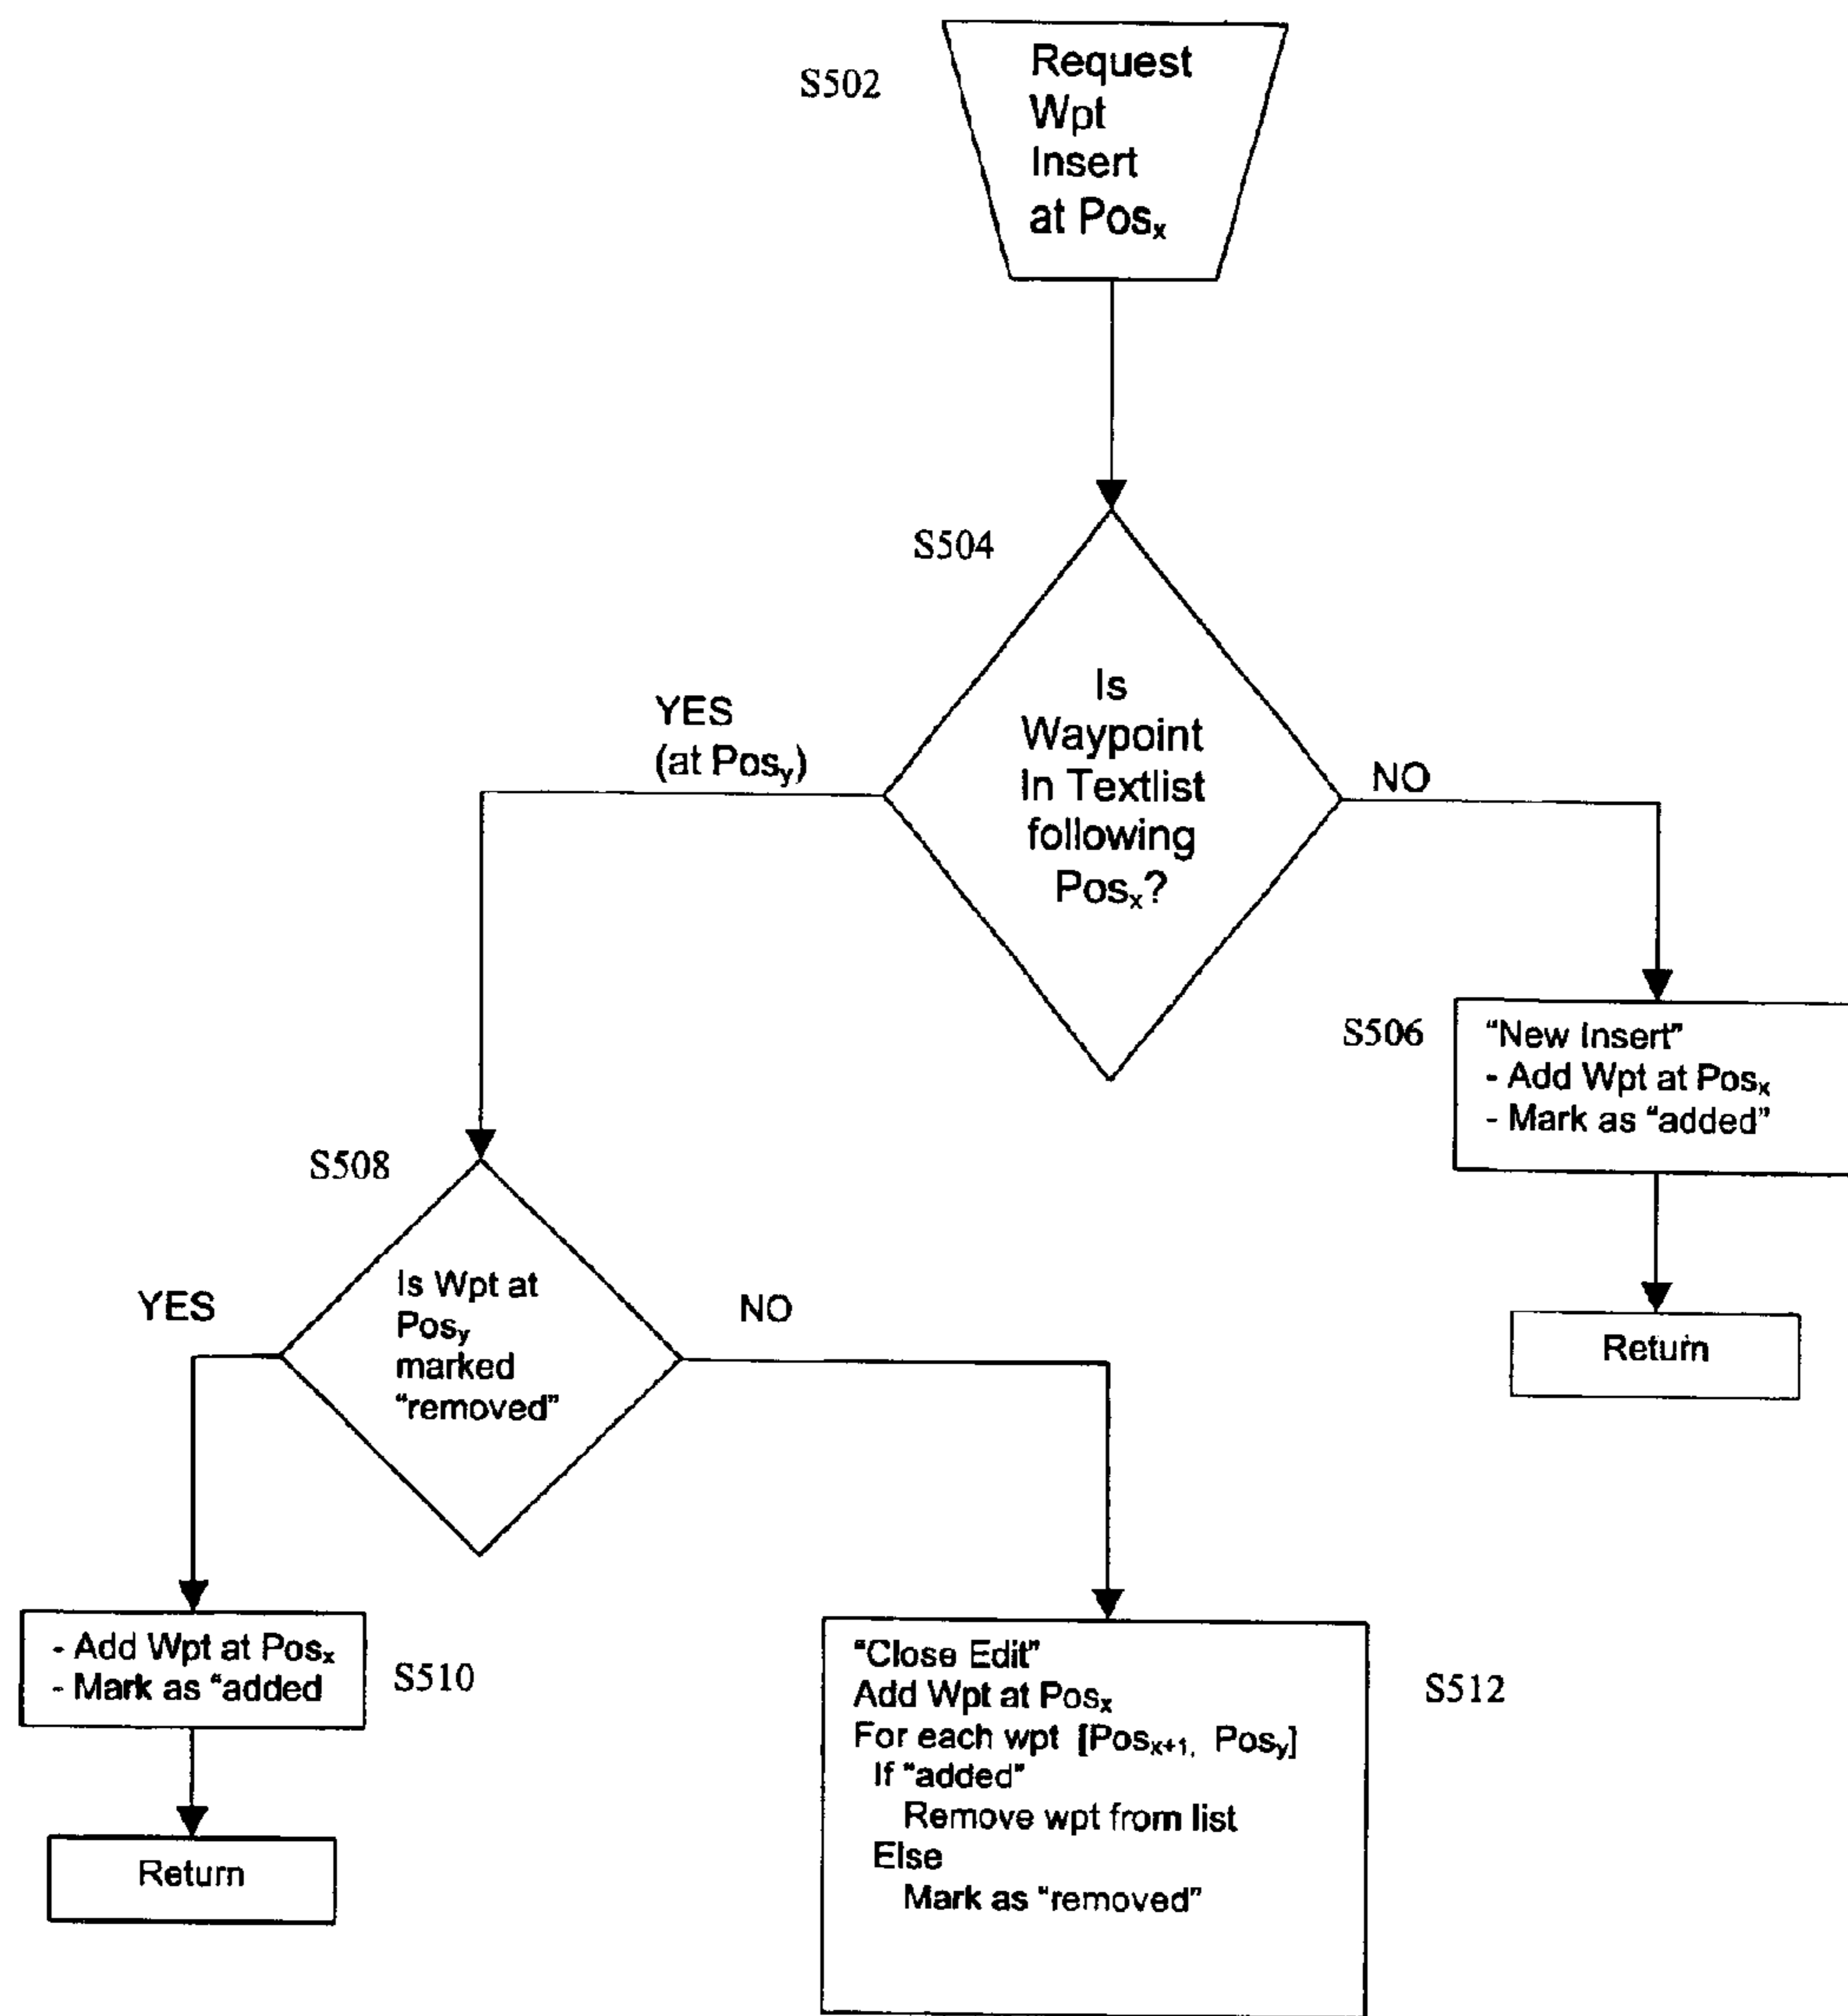 S502
Request
Wpt
Insert
at Posx
S504
Is
Waypoint
In Textlist
following
Posx?
YES
(at Posy)
NO
S506
“New Insert”
- Add Wpt at Posx
- Mark as “added”
Return
S508
Is Wpt at
Posy
marked
“removed”
YES
NO
- Add Wpt at Posx
- Mark as “added
S510
Return
“Close Edit”
Add Wpt at Posx
For each wpt [Posx+1, Posy]
If “added”
Remove wpt from list
Else
Mark as “removed”
S512